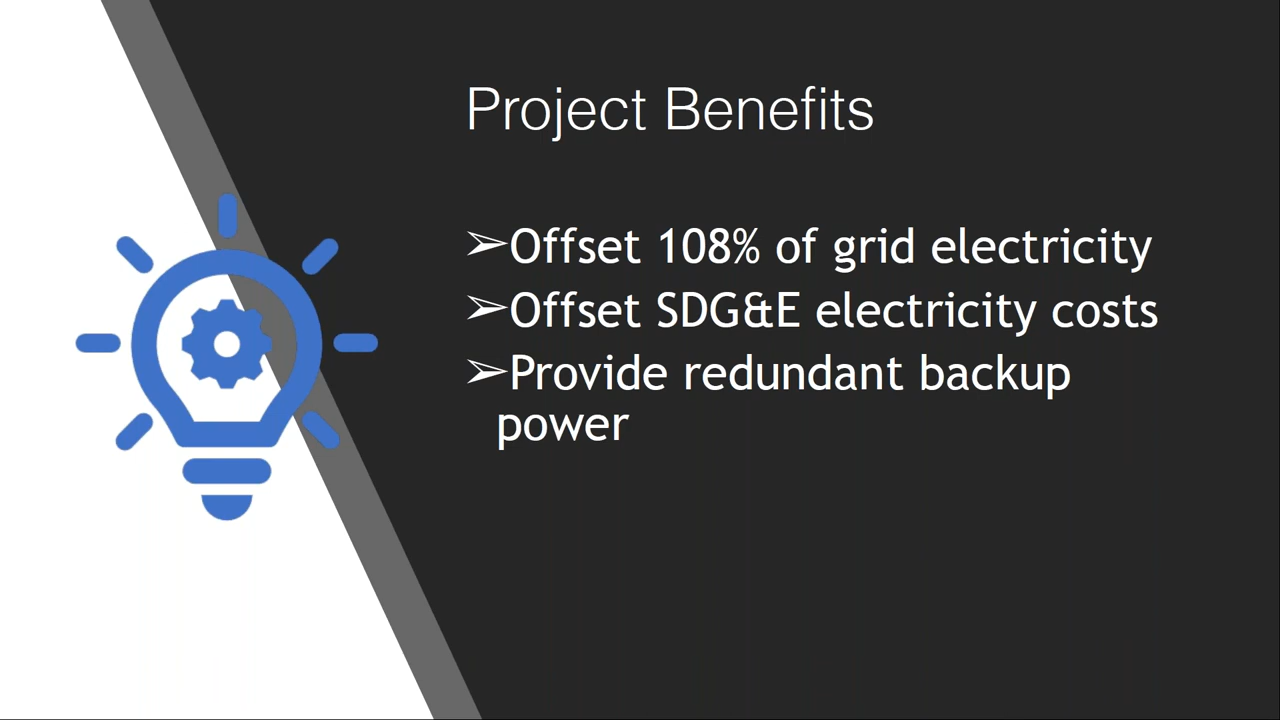 Project Benefits
➢Offset 108% of grid electricity
➢Offset SDG&E electricity costs
➢Provide redundant backup
power